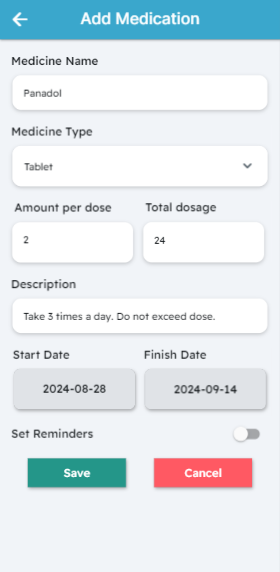 Add Medication
Medicine Name
Panadol
Medicine Type
Tablet
Amount per dose Total dosage
2 24
Description
Take 3 times a day. Do not exceed dose.
Start Date Finish Date
2024-08-28 2024-09-14
Set Reminders
Save Cancel